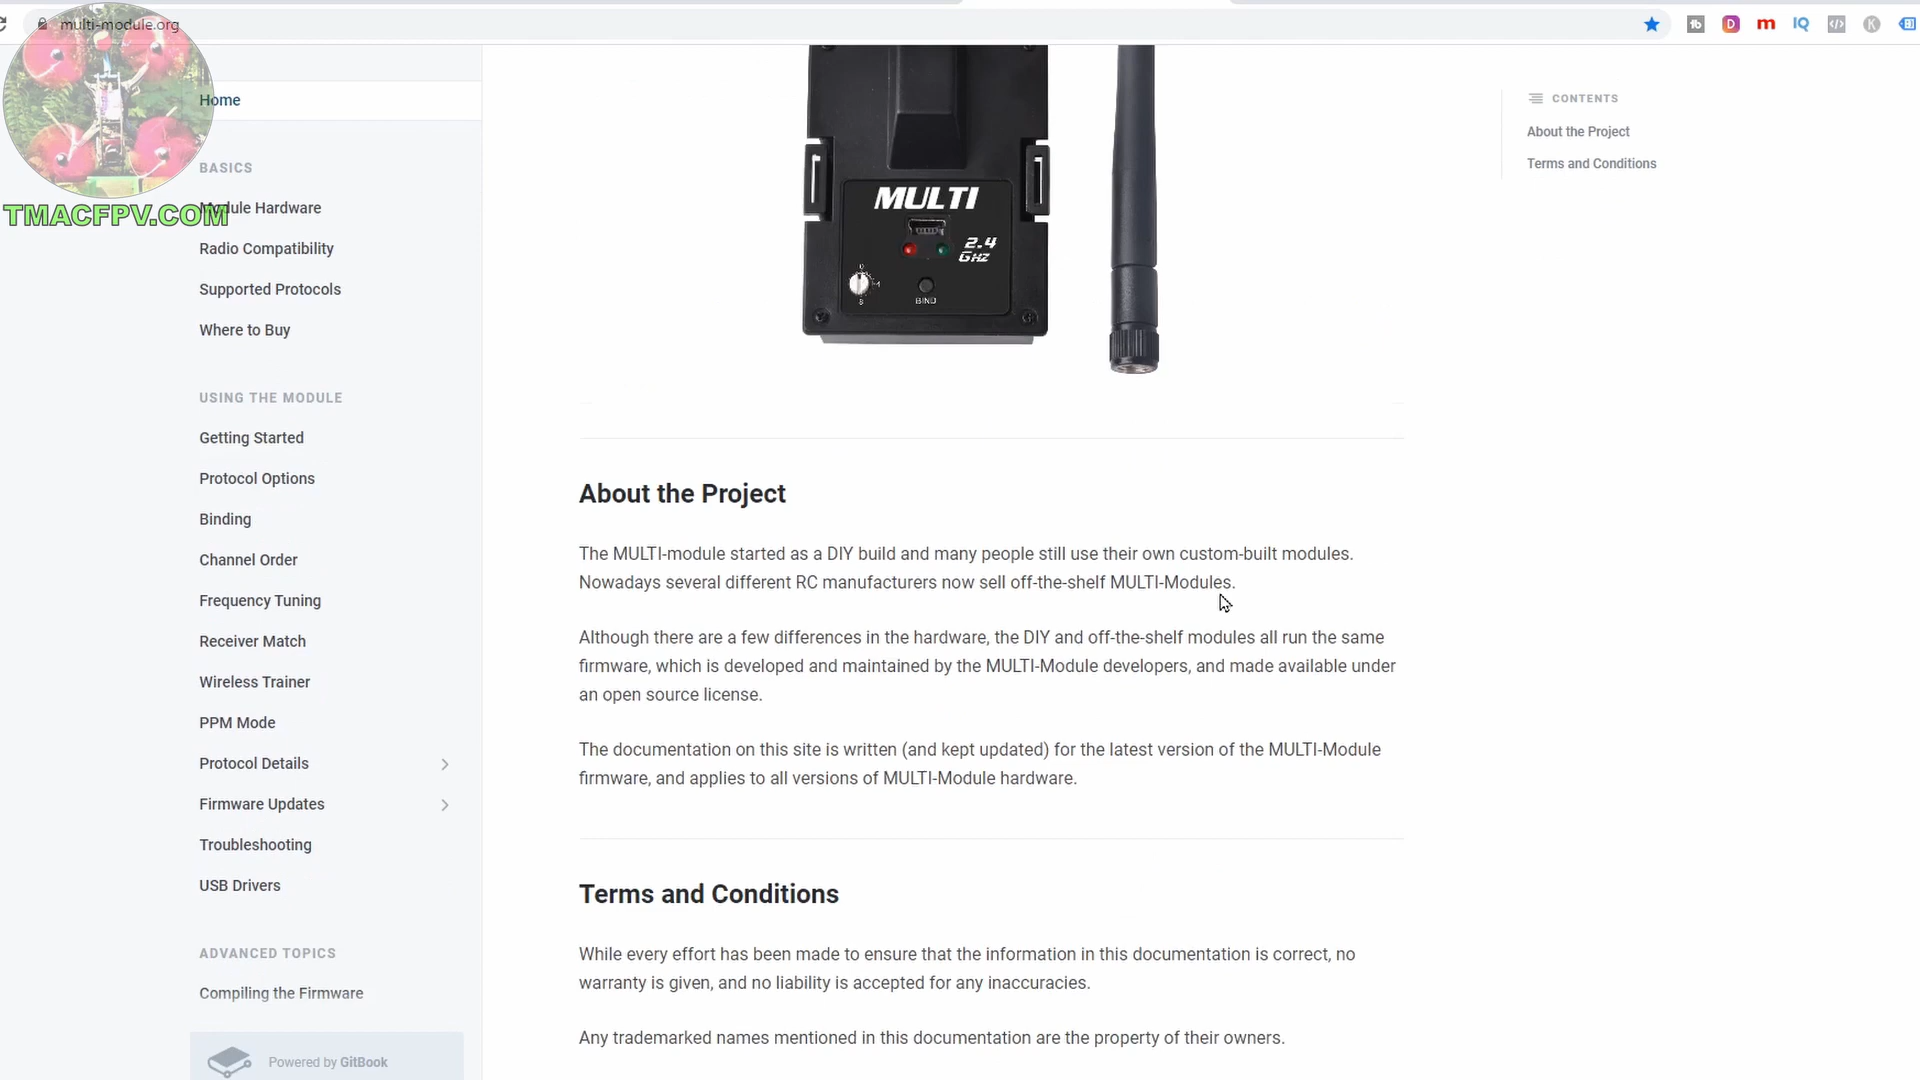 multi-module.org
TMACFPV.COM
Home
BASICS
Module Hardware
Radio Compatibility
Supported Protocols
Where to Buy
USING THE MODULE
Getting Started
Protocol Options
Binding
Channel Order
Frequency Tuning
Receiver Match
Wireless Trainer
PPM Mode
Protocol Details
Firmware Updates
Troubleshooting
USB Drivers
ADVANCED TOPICS
Compiling the Firmware
Powered by GitBook
MULTI
2.4
GHZ
BIND
About the Project
The MULTI-module started as a DIY build and many people still use their own custom-built modules.
Nowadays several different RC manufacturers now sell off-the-shelf MULTI-Modules.
Although there are a few differences in the hardware, the DIY and off-the-shelf modules all run the same
firmware, which is developed and maintained by the MULTI-Module developers, and made available under
an open source license.
The documentation on this site is written (and kept updated) for the latest version of the MULTI-Module
firmware, and applies to all versions of MULTI-Module hardware.
Terms and Conditions
While every effort has been made to ensure that the information in this documentation is correct, no
warranty is given, and no liability is accepted for any inaccuracies.
Any trademarked names mentioned in this documentation are the property of their owners.
CONTENTS
About the Project
Terms and Conditions